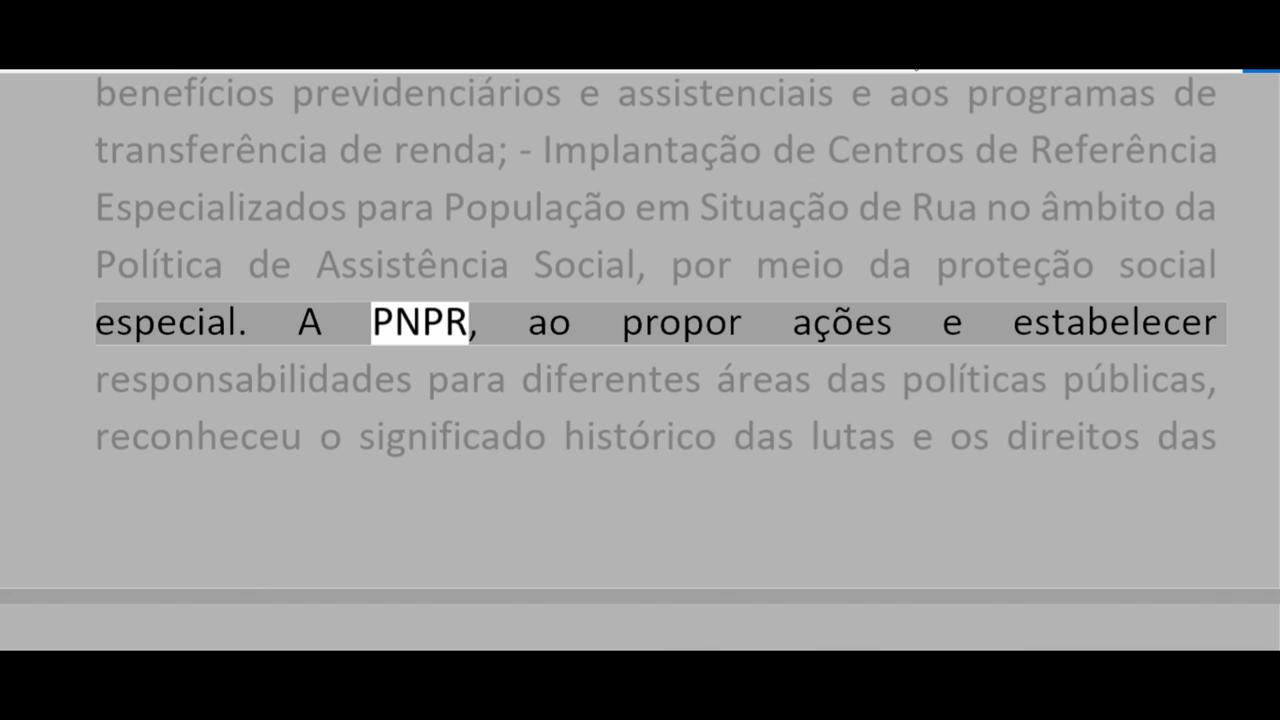 benefícios previdenciários e assistenciais e aos programas de
transferência de renda; - Implantação de Centros de Referência
Especializados para População em Situação de Rua no âmbito da
Política de Assistência Social, por meio da proteção social
especial. A PNPR, ao propor ações e estabelecer
responsabilidades para diferentes áreas das políticas públicas,
reconheceu o significado histórico das lutas e os direitos das